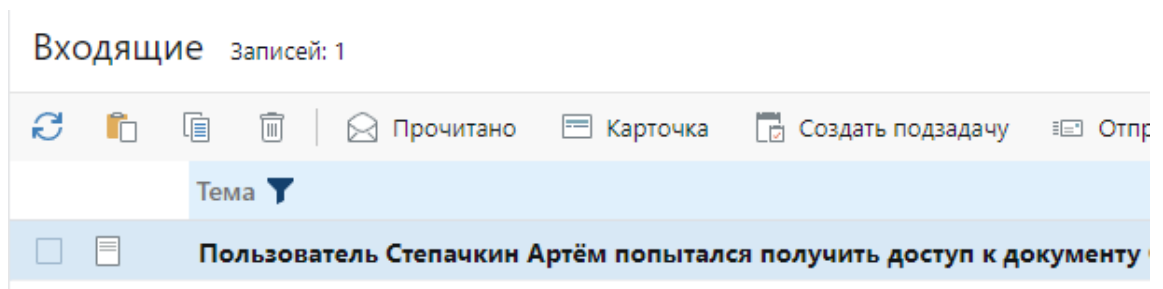 Входящие Записей: 1
Прочитано Карточка Создать подзадачу
Тема
Пользователь Степачкин Артём попытался получить доступ к документу